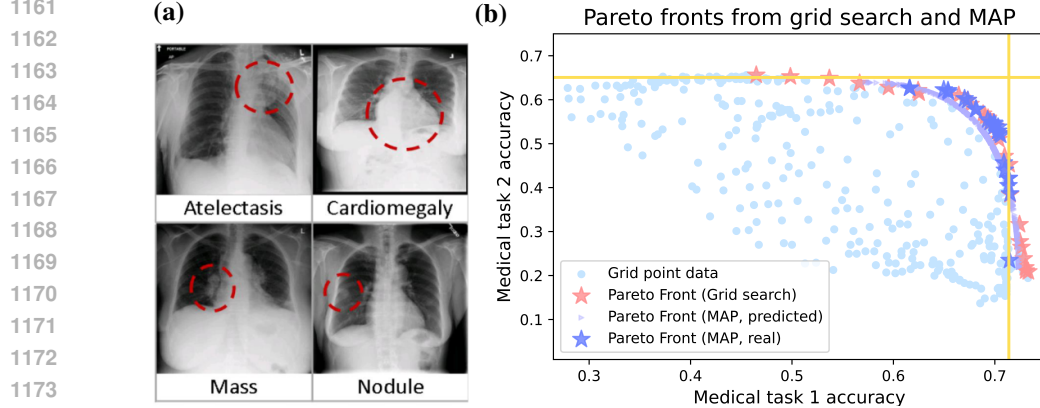 1161
1162
1163
1164
1165
1166
1167
1168
1169
1170
1171
1172
1173
(a)
PORTABLE
L
Atelectasis
Cardiomegaly
L
Mass
Nodule
(b)
Pareto fronts from grid search and MAP
Medical task 2 accuracy
0.7
0.6
0.5
0.4
0.3
0.2
0.1
Grid point data
Pareto Front (Grid search)
Pareto Front (MAP, predicted)
Pareto Front (MAP, real)
0.3
0.4
0.5
0.6
0.7
Medical task 1 accuracy